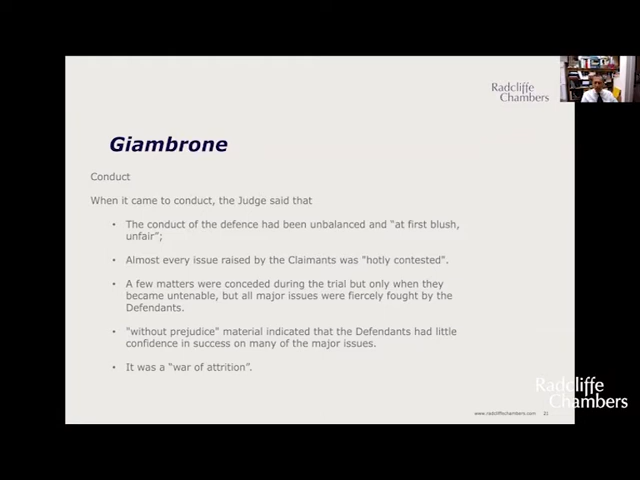 Radcliffe
Chambers
Giambrone
Conduct
When it came to conduct, the Judge said that
• The conduct of the defence had been unbalanced and “at first blush,
unfair”;
• Almost every issue raised by the Claimants was "hotly contested".
• A few matters were conceded during the trial but only when they
became untenable, but all major issues were fiercely fought by the
Defendants.
• “without prejudice” material indicated that the Defendants had little
confidence in success on many of the major issues.
• It was a “war of attrition”.
Radcliffe
Chambers
www.radcliffechambers.com